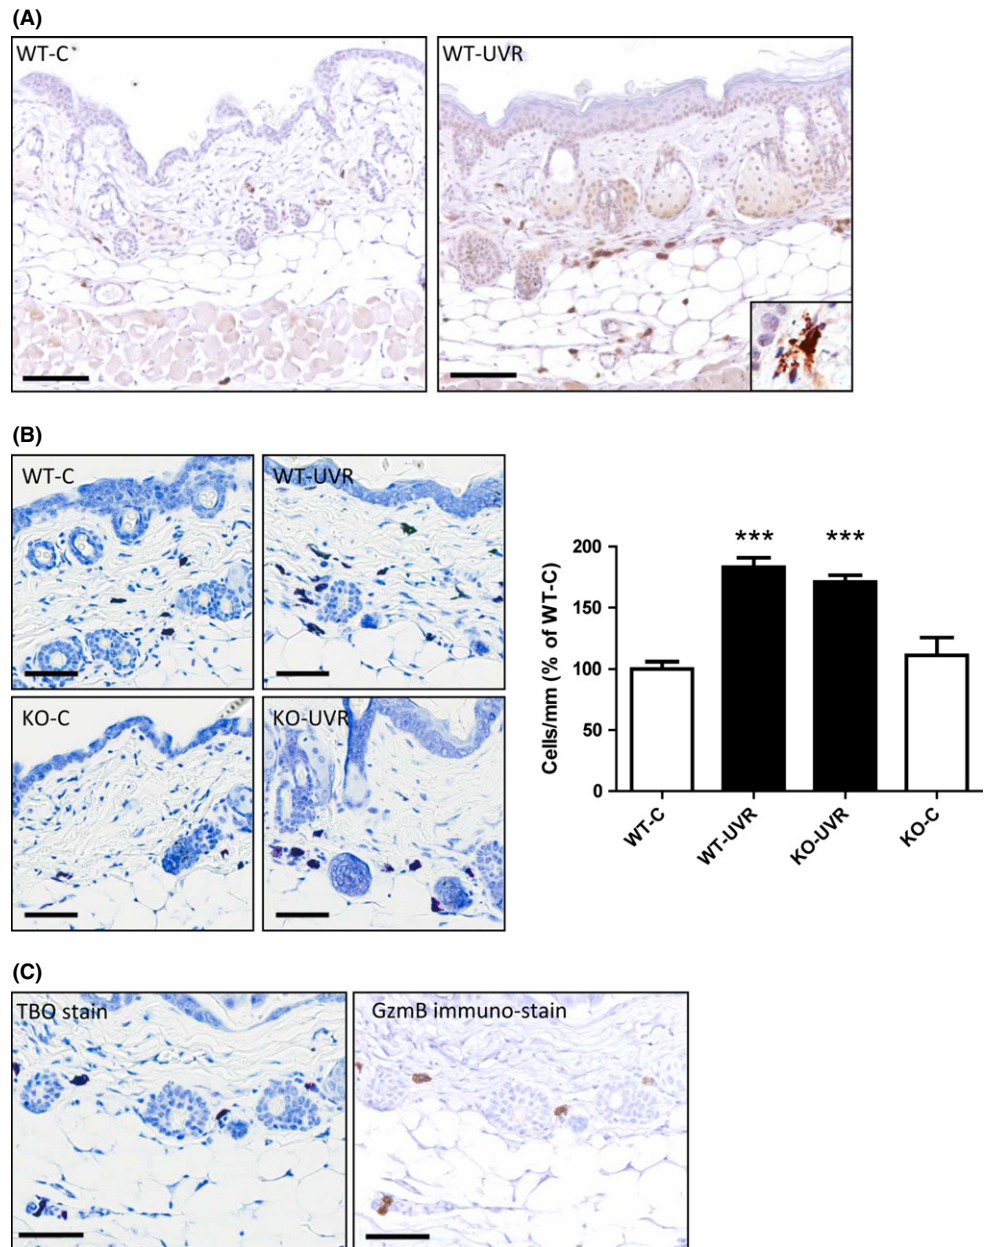 (A)
WT-C
WT-UVR
(B)
WT-C
WT-UVR
KO-C
KO-UVR
*** ***
200
150
100
50
0
Cells/mm (% of WT-C)
WT-C
WT-UVR
KO-UVR
KO-C
(C)
TBO stain
GzmB immuno-stain